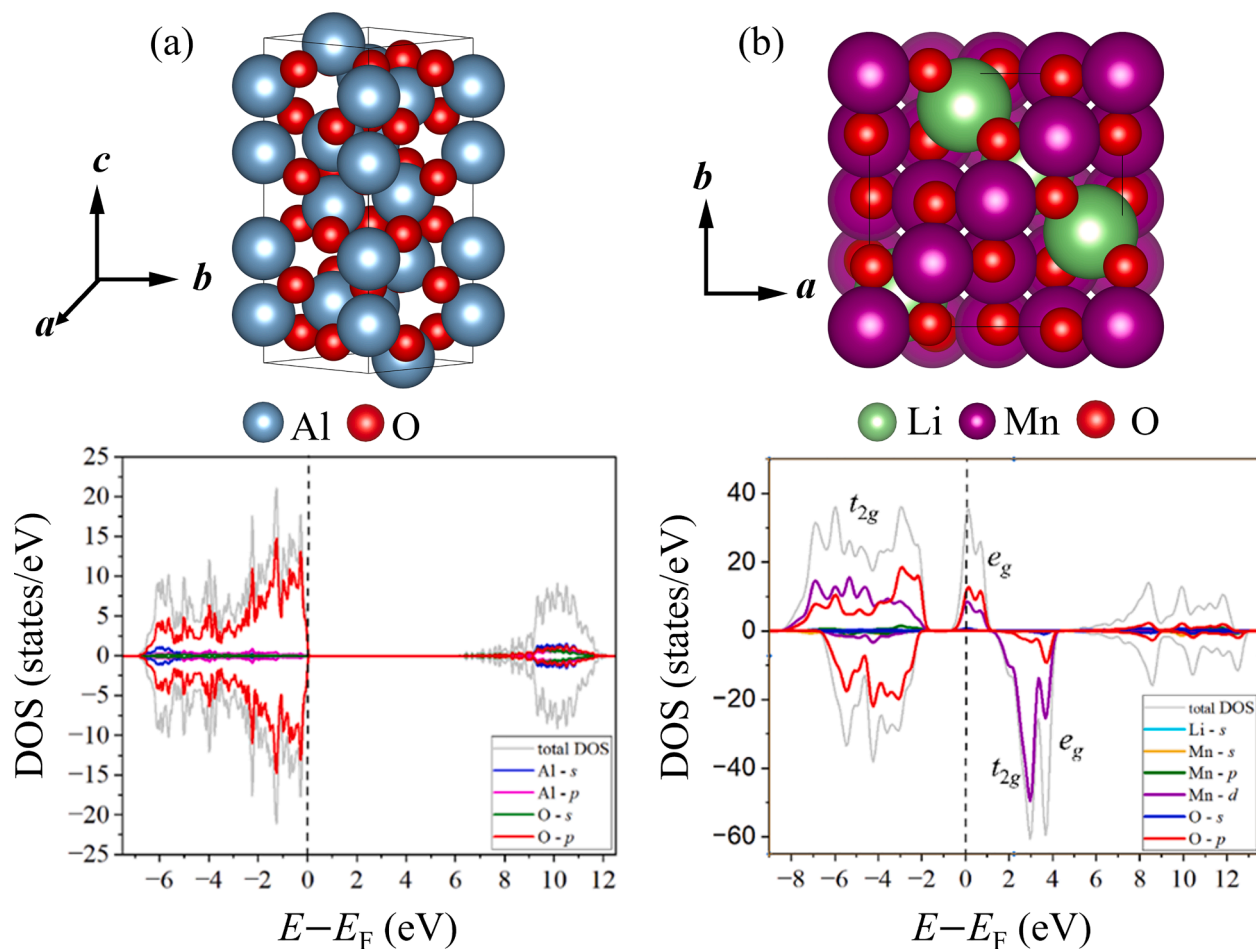 (a)
c
b
a
Al O
25
20
15
10
5
0
−5
−10
−15
−20
−25
DOS (states/eV)
total DOS
Al - s
Al - p
O - s
O - p
−6 −4 −2 0 2 4 6 8 10 12
E−EF (eV)
(b)
b
a
Li Mn O
40
20
0
−20
−40
−60
DOS (states/eV)
t2g
eg
t2g
eg
total DOS
Li - s
Mn - s
Mn - p
Mn - d
O - s
O - p
−8 −6 −4 −2 0 2 4 6 8 10 12
E−EF (eV)